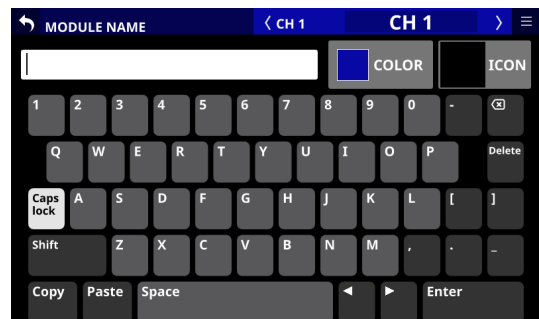 MODULE NAME 〈 CH 1 CH 1 〉 ☰
COLOR ICON
1 2 3 4 5 6 7 8 9 0 - ⌫
Q W E R T Y U I O P Delete
Caps lock A S D F G H J K L [ ]
Shift Z X C V B N M , . _
Copy Paste Space ◀ ▶ Enter